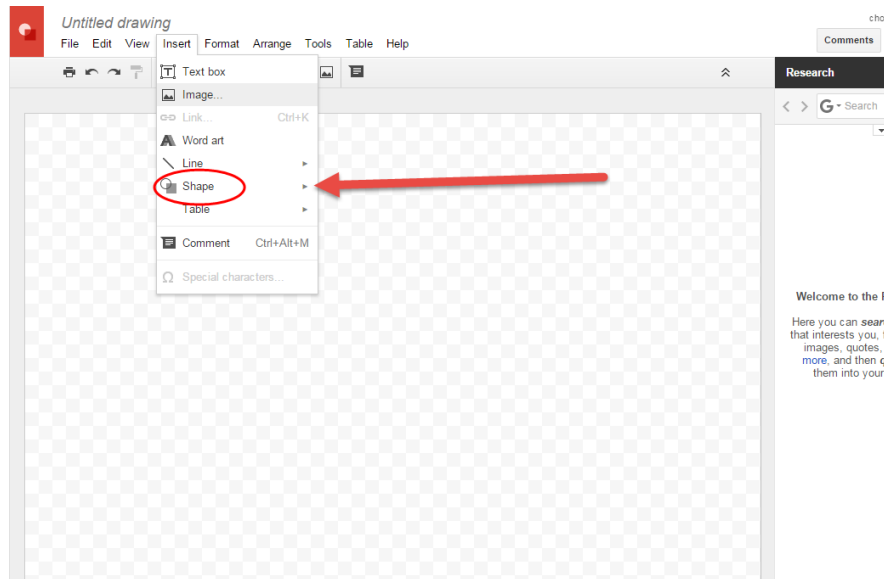 cho
Untitled drawing
File Edit View Insert Format Arrange Tools Table Help
Comments
Text box
Research
Image...
G Search
Link... Ctrl+K
Word art
Line
Shape
Table
Comment Ctrl+Alt+M
Ω Special characters...
Welcome to the
Here you can sear
that interests you,
images, quotes,
more, and then
them into your